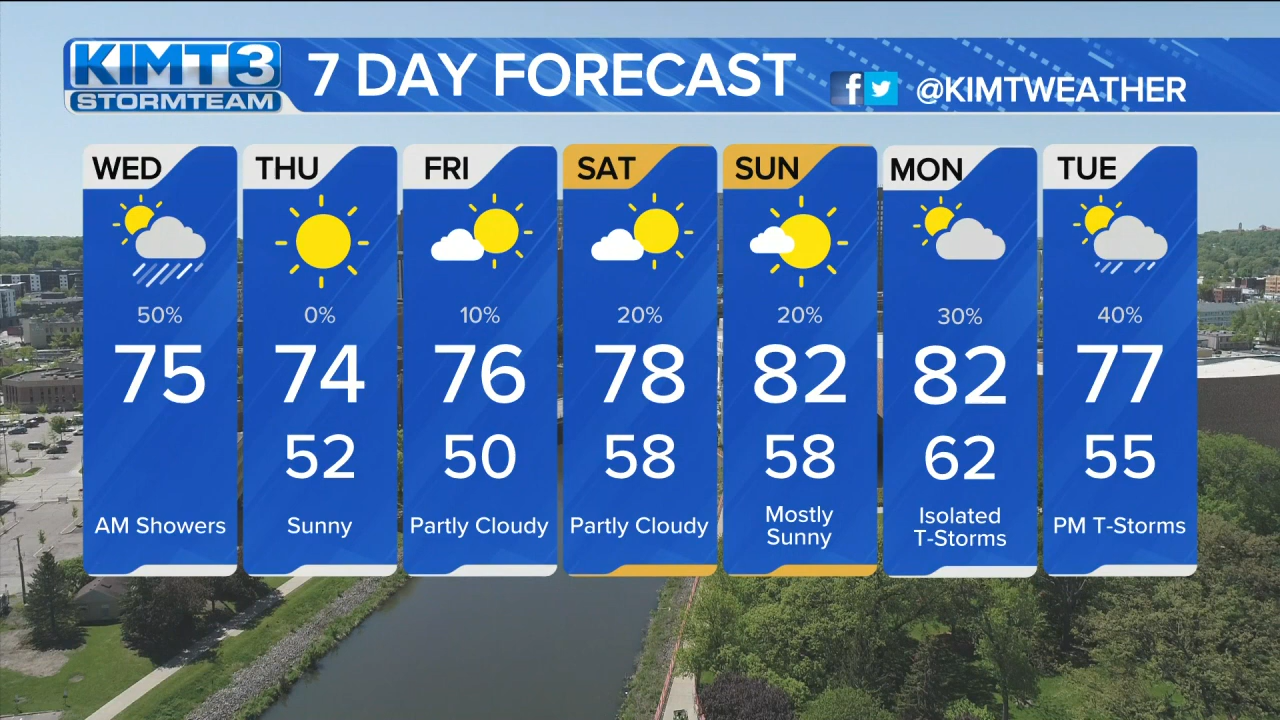 KIMT 3
STORMTEAM
7 DAY FORECAST
f @KIMTWEATHER
WED
50%
75
AM Showers
THU
0%
74
52
Sunny
FRI
10%
76
50
Partly Cloudy
SAT
20%
78
58
Partly Cloudy
SUN
20%
82
58
Mostly
Sunny
MON
30%
82
62
Isolated
T-Storms
TUE
40%
77
55
PM T-Storms